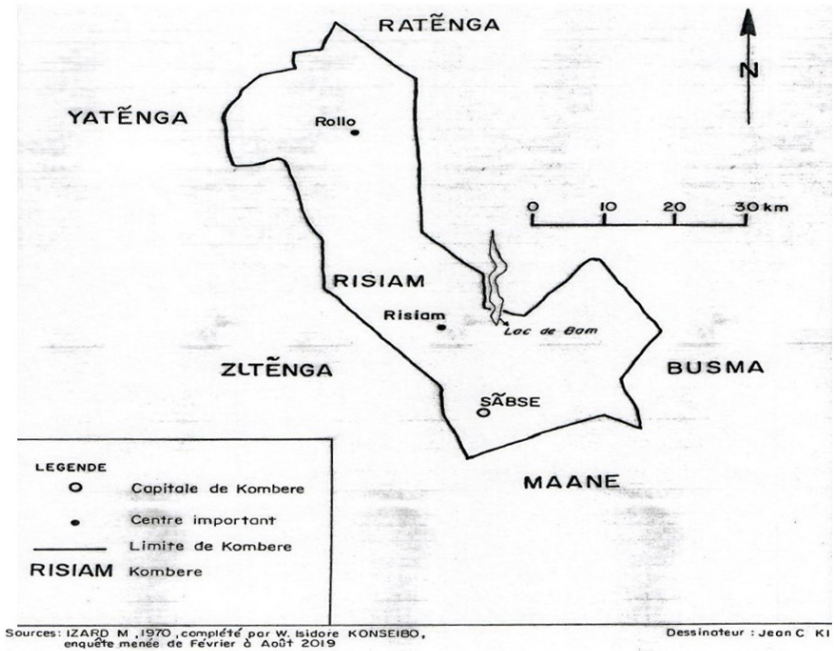 RATẼNGA
N
YATẼNGA
Rollo
0 10 20 30 km
RISIAM
Risiam
Lac de Bam
ZLTẼNGA
BUSMA
SÃBSE
MAANE
LEGENDE
Capitale de Kombere
Centre important
Limite de Kombere
RISIAM Kombere
Sources: IZARD M ,1970 ,complété par W. Isidore KONSEIBO,
enquête menée de Février à Août 2019
Dessinateur : Jean C KI